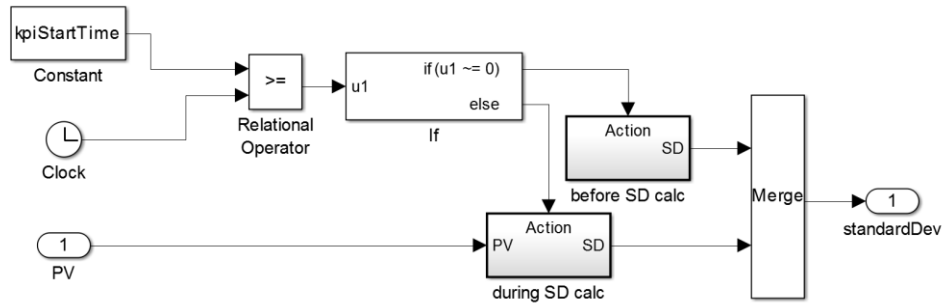 kpiStartTime
Constant
Clock
>=
Relational
Operator
u1
if(u1 ~= 0)
else
If
Action
SD
before SD calc
Merge
1
standardDev
1
PV
Action
PV
SD
during SD calc